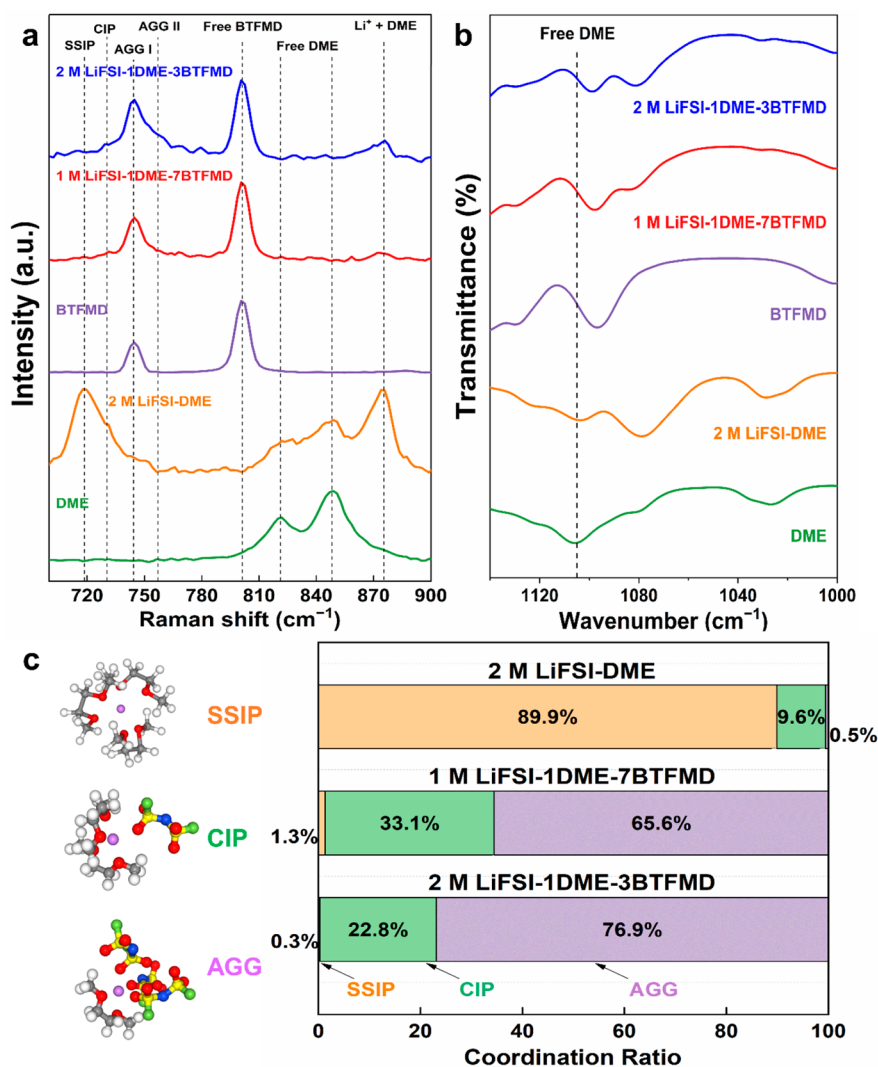 a
SSIP
CIP
AGG I
AGG II
Free BTFMD
Free DME
Li⁺ + DME
2 M LiFSI-1DME-3BTFMD
1 M LiFSI-1DME-7BTFMD
BTFMD
2 M LiFSI-DME
DME
Intensity (a.u.)
720 750 780 810 840 870 900
Raman shift (cm⁻¹)
b
Free DME
2 M LiFSI-1DME-3BTFMD
1 M LiFSI-1DME-7BTFMD
BTFMD
2 M LiFSI-DME
DME
Transmittance (%)
1120 1080 1040 1000
Wavenumber (cm⁻¹)
c
SSIP
CIP
AGG
2 M LiFSI-DME
89.9% 9.6% 0.5%
1 M LiFSI-1DME-7BTFMD
1.3% 33.1% 65.6%
2 M LiFSI-1DME-3BTFMD
0.3% 22.8% 76.9%
SSIP CIP AGG
0 20 40 60 80 100
Coordination Ratio